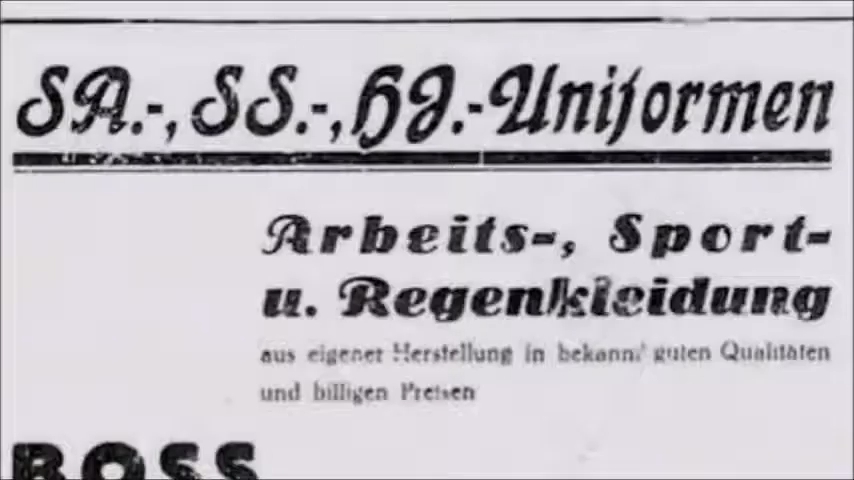 SA.-, SS.-, HJ.-Uniformen
Arbeits-, Sport-
u. Regenkleidung
aus eigener Herstellung in bekannt guten Qualitäten
und billigen Preisen
BOSS